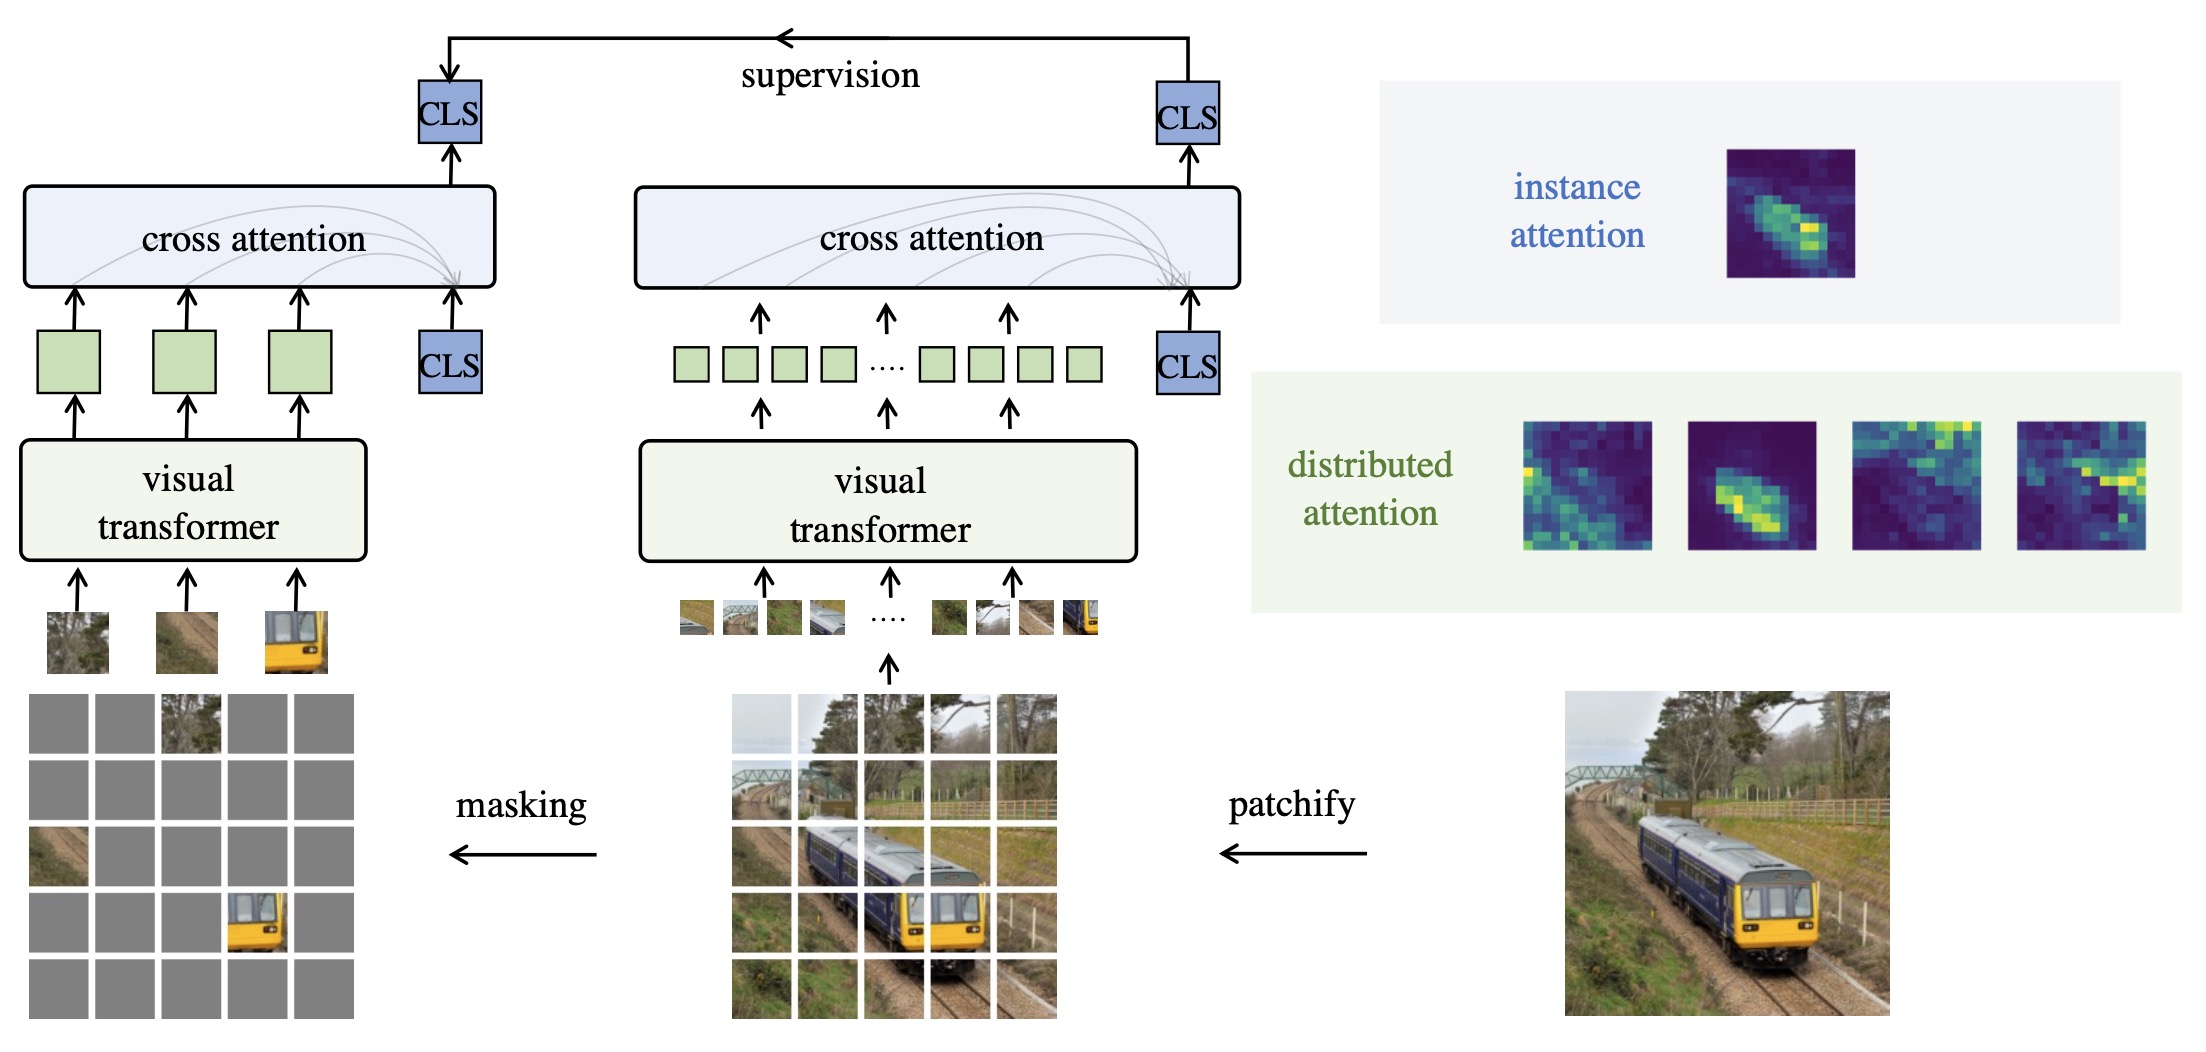 supervision
CLS
CLS
instance
attention
cross attention
cross attention
CLS
....
CLS
distributed
attention
visual
transformer
visual
transformer
....
masking
patchify